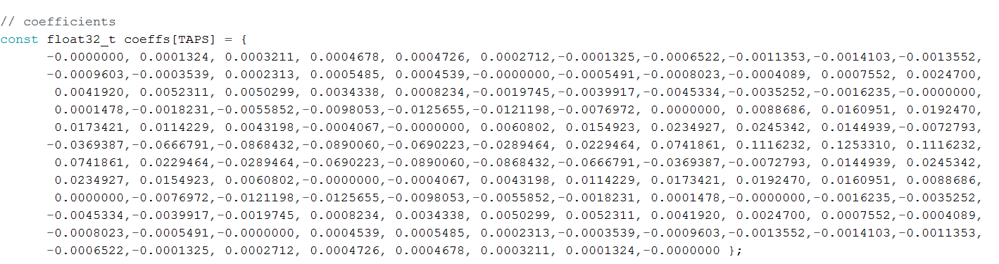 // coefficients
const float32_t coeffs[TAPS] = {
-0.0000000, 0.0001324, 0.0003211, 0.0004678, 0.0004726, 0.0002712,-0.0001325,-0.0006522,-0.0011353,-0.0014103,-0.0013552,
-0.0009603,-0.0003539, 0.0002313, 0.0005485, 0.0004539,-0.0000000,-0.0005491,-0.0008023,-0.0004089, 0.0007552, 0.0024700,
0.0041920, 0.0052311, 0.0050299, 0.0034338, 0.0008234,-0.0019745,-0.0039917,-0.0045334,-0.0035252,-0.0016235,-0.0000000,
0.0001478,-0.0018231,-0.0055852,-0.0098053,-0.0125655,-0.0121198,-0.0076972, 0.0000000, 0.0088686, 0.0160951, 0.0192470,
0.0173421, 0.0114229, 0.0043198,-0.0004067,-0.0000000, 0.0060802, 0.0154923, 0.0234927, 0.0245342, 0.0144939,-0.0072793,
-0.0369387,-0.0666791,-0.0868432,-0.0890060,-0.0690223,-0.0289464, 0.0229464, 0.0741861, 0.1116232, 0.1253310, 0.1116232,
0.0741861, 0.0229464,-0.0289464,-0.0690223,-0.0890060,-0.0868432,-0.0666791,-0.0369387,-0.0072793, 0.0144939, 0.0245342,
0.0234927, 0.0154923, 0.0060802,-0.0000000,-0.0004067, 0.0043198, 0.0114229, 0.0173421, 0.0192470, 0.0160951, 0.0088686,
0.0000000,-0.0076972,-0.0121198,-0.0125655,-0.0098053,-0.0055852,-0.0018231, 0.0001478,-0.0000000,-0.0016235,-0.0035252,
-0.0045334,-0.0039917,-0.0019745, 0.0008234, 0.0034338, 0.0050299, 0.0052311, 0.0041920, 0.0024700, 0.0007552,-0.0004089,
-0.0008023,-0.0005491,-0.0000000, 0.0004539, 0.0005485, 0.0002313,-0.0003539,-0.0009603,-0.0013552,-0.0014103,-0.0011353,
-0.0006522,-0.0001325, 0.0002712, 0.0004726, 0.0004678, 0.0003211, 0.0001324,-0.0000000 };